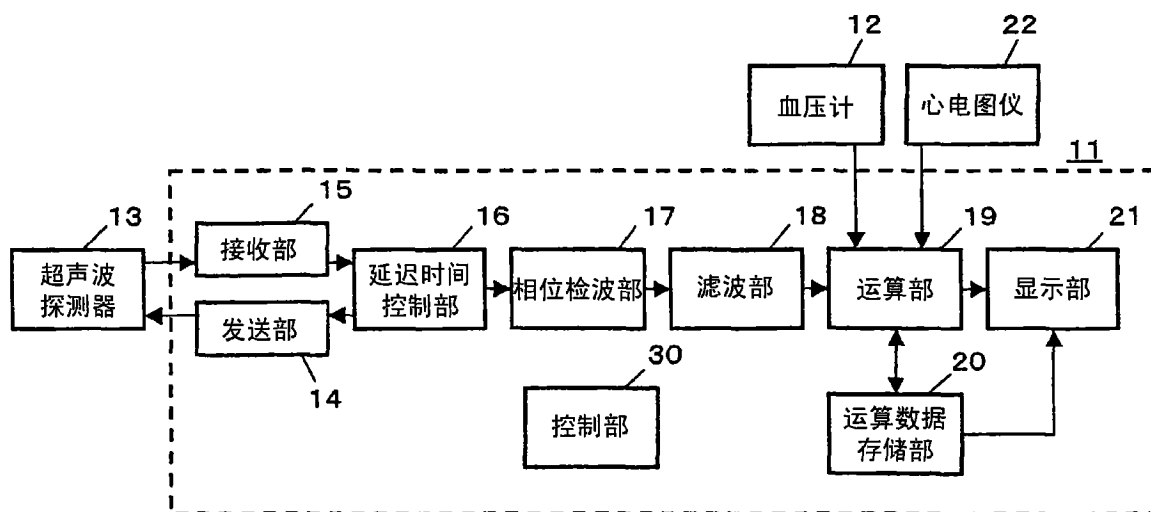 12
22
血压计
心电图仪
11
13
15
16
17
18
19
21
超声波
探测器
接收部
延迟时间
控制部
相位检波部
滤波部
运算部
显示部
发送部
14
30
20
控制部
运算数据
存储部